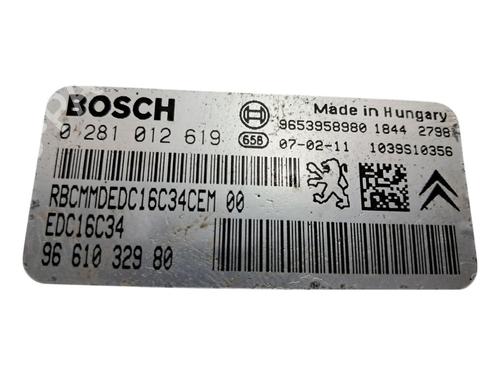 BOSCH
0 281 012 619
658
Made in Hungary
9653958980 1844 2798
07-02-11 1039S10356
RBCMMDEDC16C34CEM 00
EDC16C34
96 610 329 80